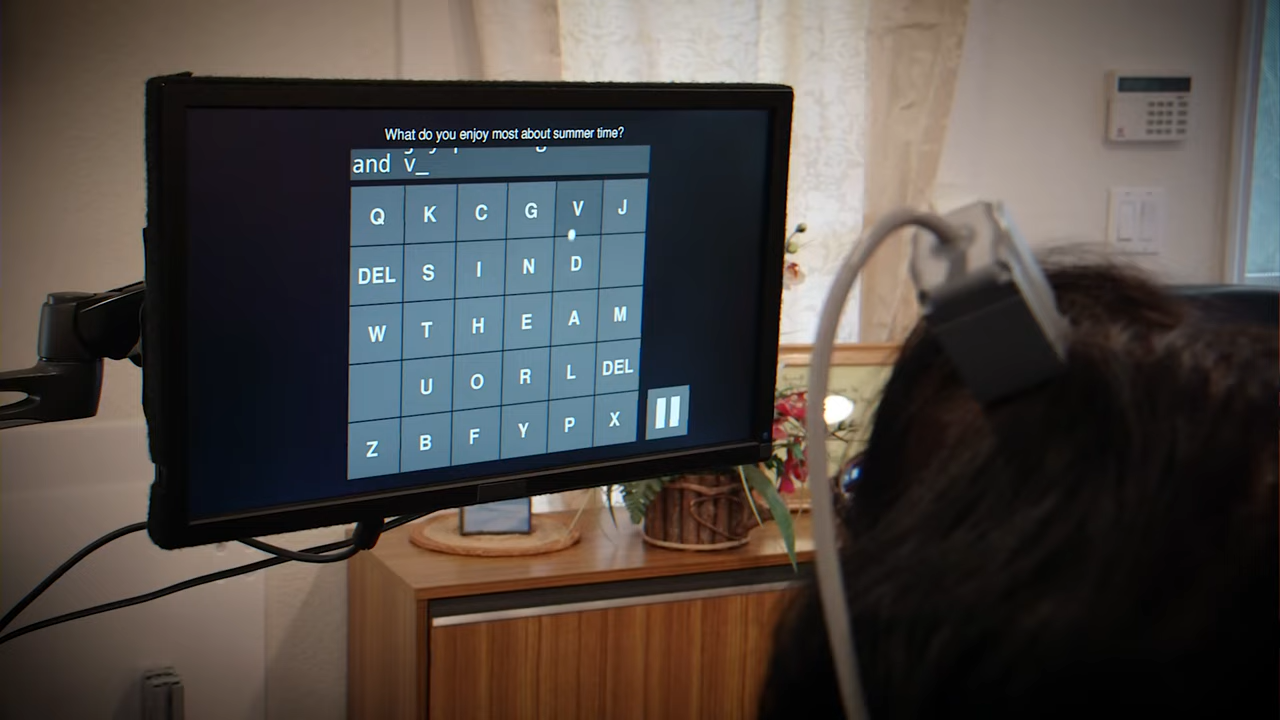 What do you enjoy most about summer time?
and v_
Q K C G V J
DEL S I N D
W T H E A M
U O R L DEL
Z B F Y P X